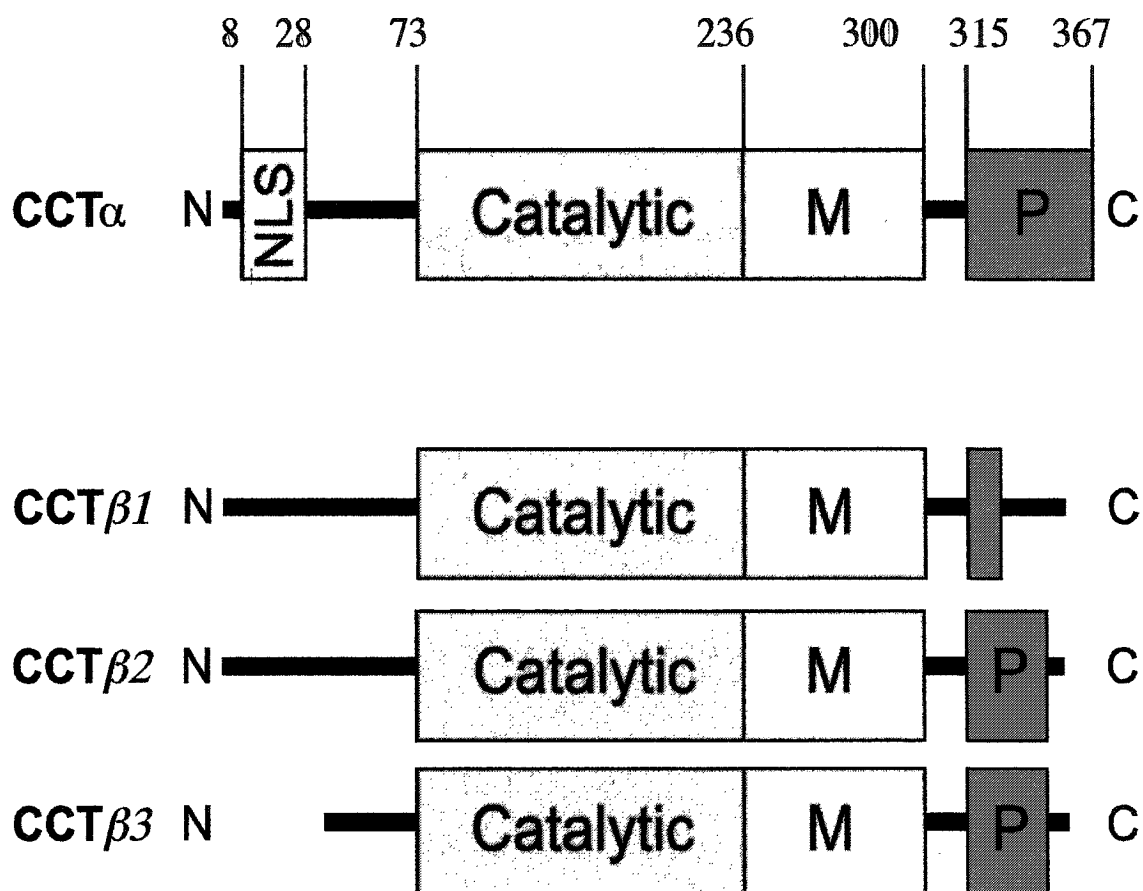 8 28 73 236 300 315 367
CCTα N NLS Catalytic M P C
CCTβ1 N Catalytic M C
CCTβ2 N Catalytic M P C
CCTβ3 N Catalytic M P C